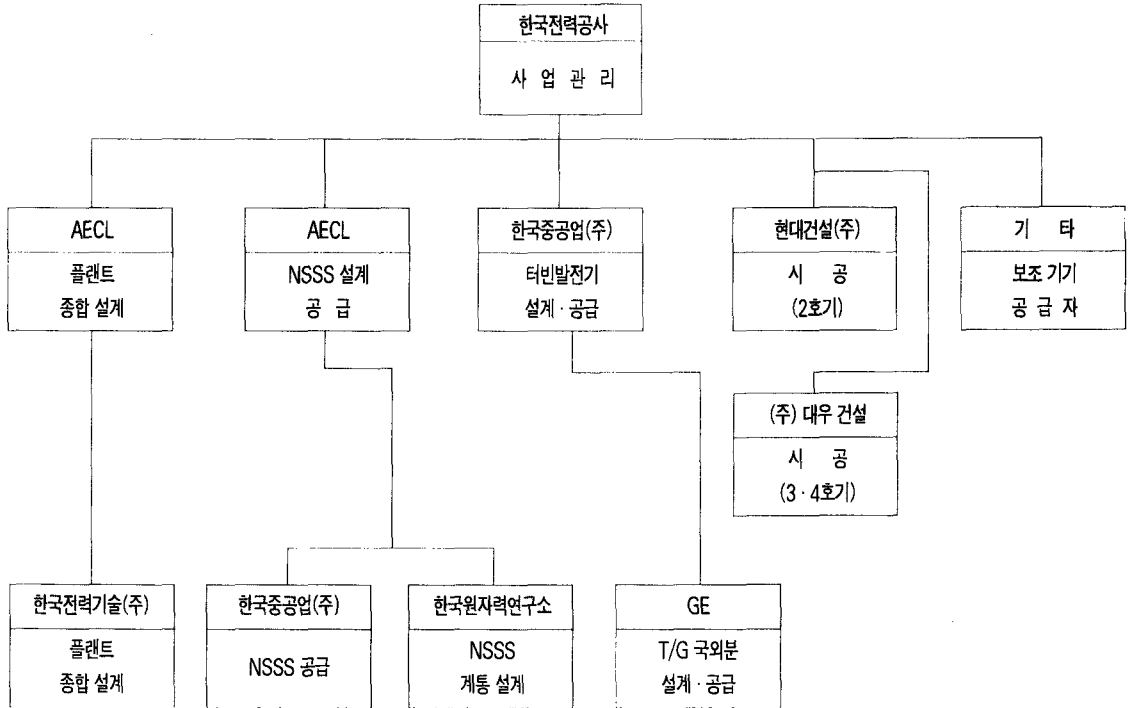 한국전력공사
사 업 관 리
AECL
플랜트
종합 설계
AECL
NSSS 설계
공 급
한국중공업(주)
터빈발전기
설계·공급
현대건설(주)
시 공
(2호기)
기 타
보조 기기
공 급 자
(주) 대우 건설
시 공
(3·4호기)
한국전력기술(주)
플랜트
종합 설계
한국중공업(주)
NSSS 공급
한국원자력연구소
NSSS
계통 설계
GE
T/G 국외분
설계·공급